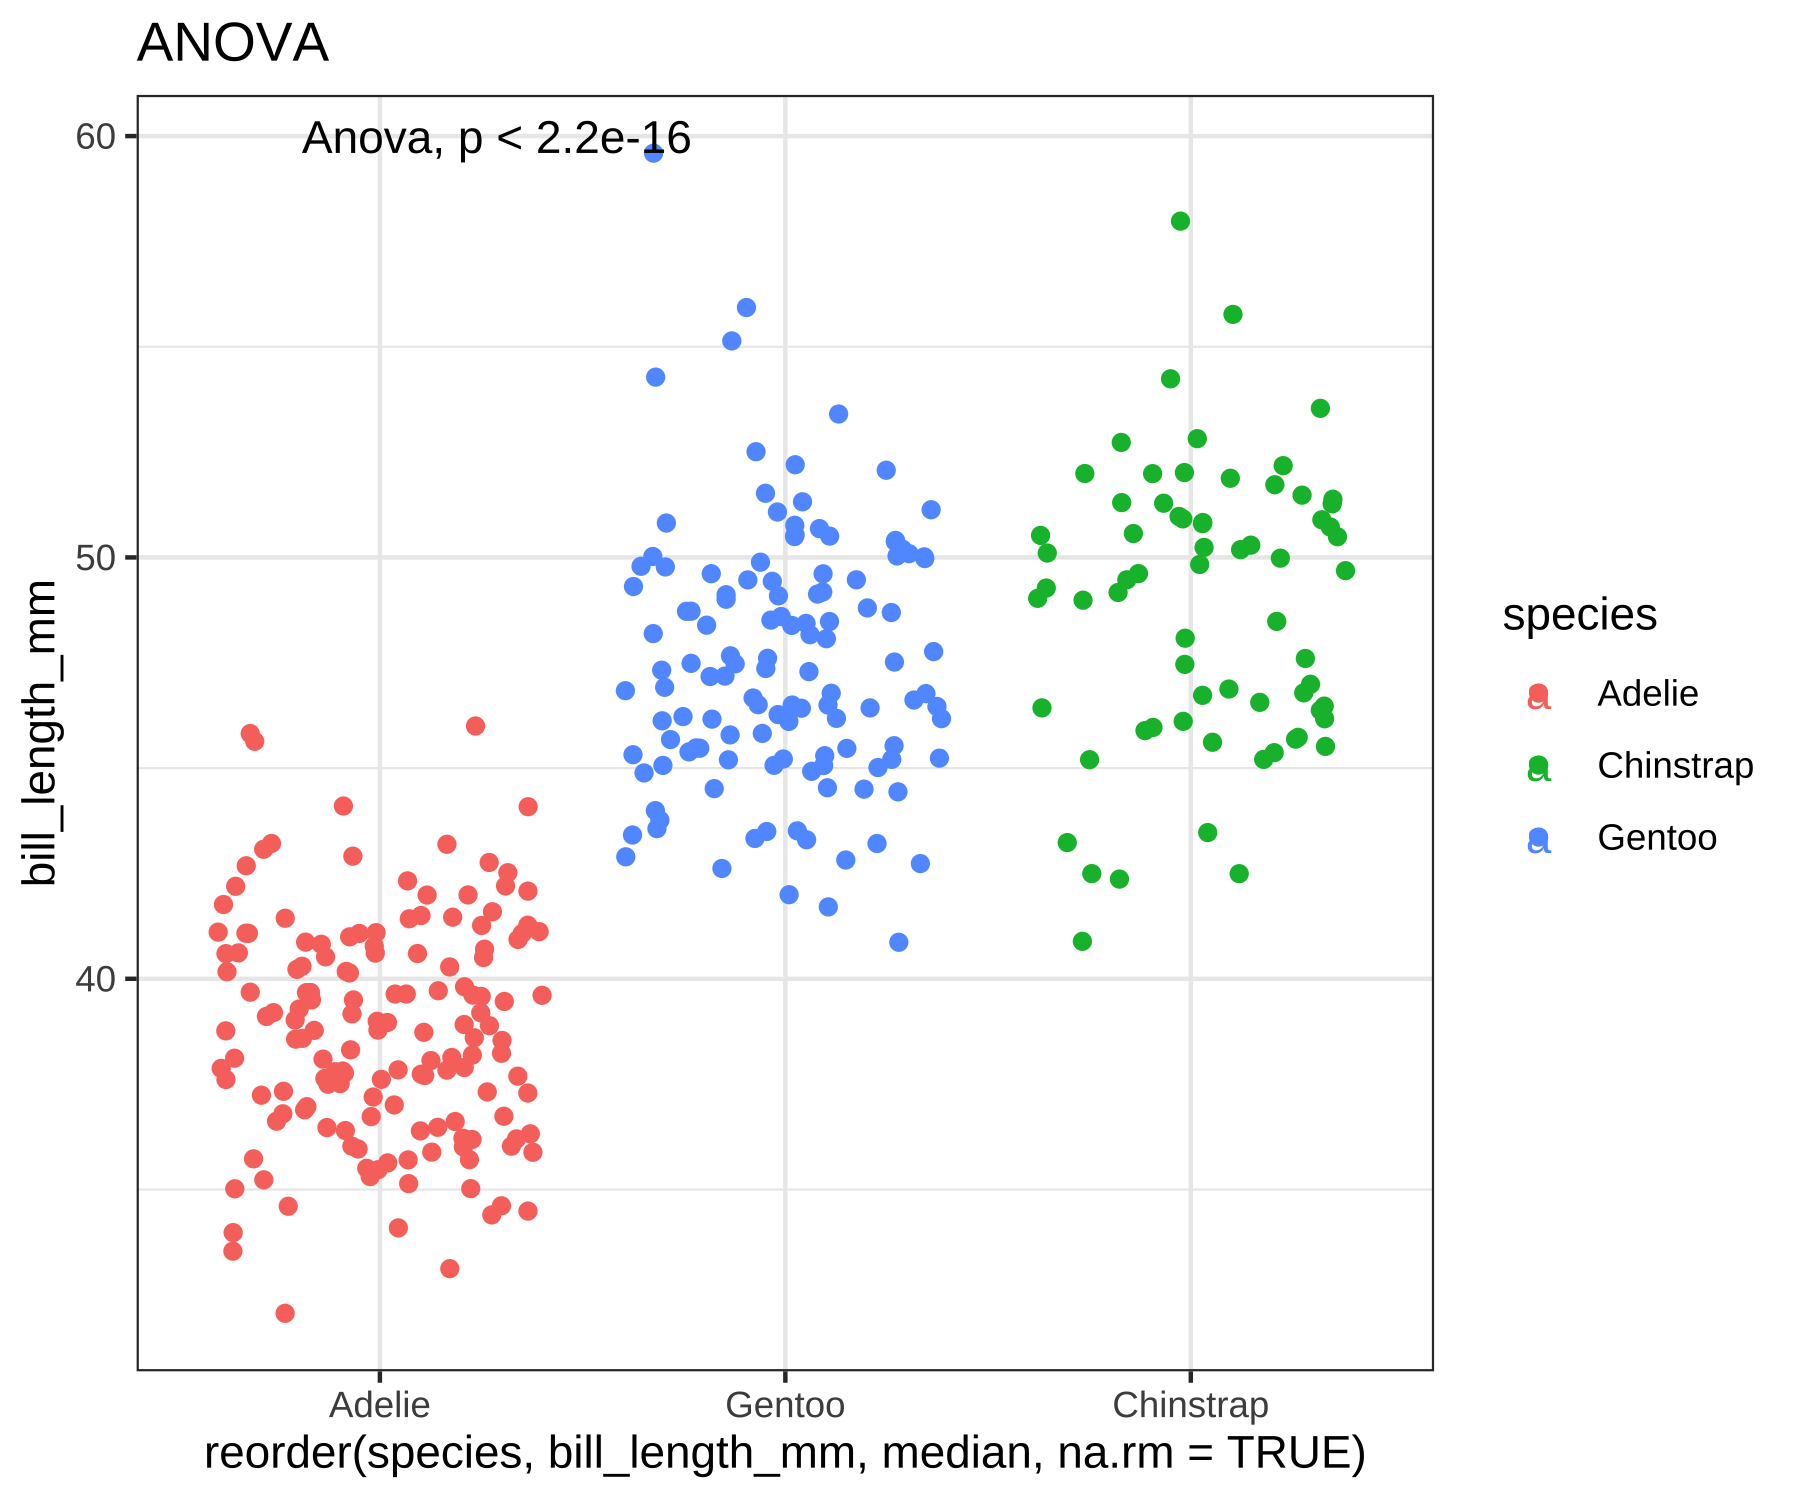 ANOVA
Anova, p < 2.2e-16
60
50
40
bill_length_mm
Adelie Gentoo Chinstrap
reorder(species, bill_length_mm, median, na.rm = TRUE)
species
a Adelie
a Chinstrap
a Gentoo